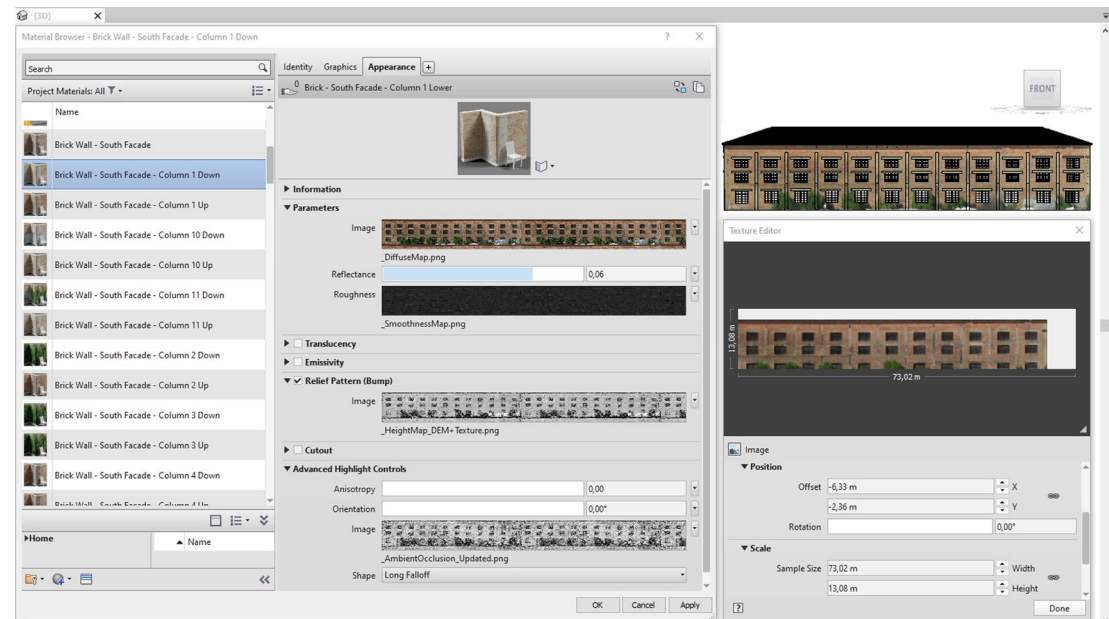 {3D}
Material Browser - Brick Wall - South Facade - Column 1 Down
?
Search
Project Materials: All
Name
Brick Wall - South Facade
Brick Wall - South Facade - Column 1 Down
Brick Wall - South Facade - Column 1 Up
Brick Wall - South Facade - Column 10 Down
Brick Wall - South Facade - Column 10 Up
Brick Wall - South Facade - Column 11 Down
Brick Wall - South Facade - Column 11 Up
Brick Wall - South Facade - Column 2 Down
Brick Wall - South Facade - Column 2 Up
Brick Wall - South Facade - Column 3 Down
Brick Wall - South Facade - Column 3 Up
Brick Wall - South Facade - Column 4 Down
Brick Wall - South Facade - Column 4 Up
Home
Name
Identity Graphics Appearance +
0 Brick - South Facade - Column 1 Lower
Information
Parameters
Image
_DiffuseMap.png
Reflectance 0,06
Roughness
_SmoothnessMap.png
Translucency
Emissivity
Relief Pattern (Bump)
Image
_HeightMap_DEM+Texture.png
Cutout
Advanced Highlight Controls
Anisotropy 0,00
Orientation 0,00°
Image
_AmbientOcclusion_Updated.png
Shape Long Falloff
OK Cancel Apply
FRONT
Texture Editor
13,08 m
73,02 m
Image
Position
Offset -6,33 m X
-2,36 m Y
Rotation 0,00°
Scale
Sample Size 73,02 m Width
13,08 m Height
? Done